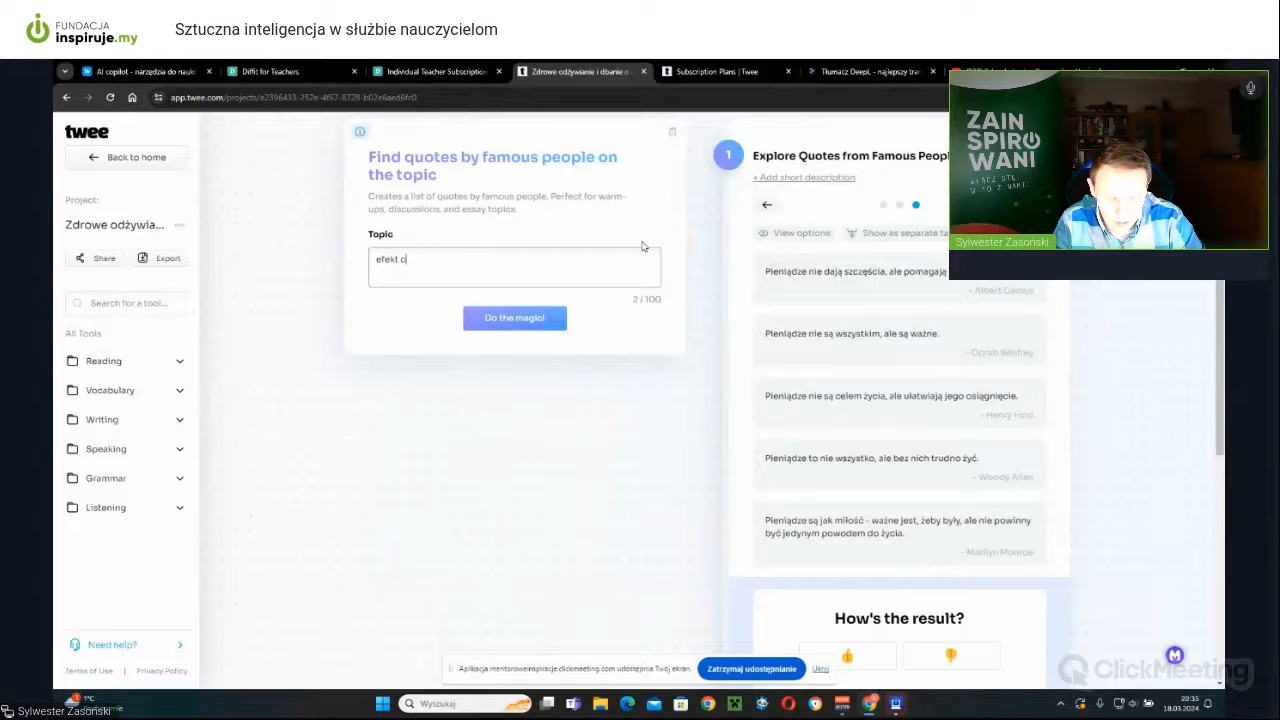 FUNDACJA
inspiruje.my
Sztuczna inteligencja w służbie nauczycielom
AI copilot - narzędzia do nauki
Diffit for Teachers
Individual Teacher Subscription
Zdrowe odżywianie i dbanie o
Subscription Plans | Twee
Tłumacz DeepL - najlepszy tran
app.twee.com/projects/e2396433-252e-4f67-8728-b02e6aed6fc0
twee
Back to home
Project:
Zdrowe odżywia...
Share
Export
Search for a tool...
All Tools
Reading
Vocabulary
Writing
Speaking
Grammar
Listening
Need help?
Terms of Use | Privacy Policy
Find quotes by famous people on
the topic
Creates a list of quotes by famous people. Perfect for warm-
ups, discussions, and essay topics
Topic
efekt c
2 / 100
Do the magic!
1
Explore Quotes from Famous Peopl
+ Add short description
View options
Show as separate ta
Pieniądze nie dają szczęścia, ale pomagają
- Albert Camus
Pieniądze nie są wszystkim, ale są ważne.
- Oprah Winfrey
Pieniądze nie są celem życia, ale ułatwiają jego osiągnięcie.
- Henry Ford
Pieniądze to nie wszystko, ale bez nich trudno żyć.
- Woody Allen
Pieniądze są jak miłość - ważne jest, żeby były, ale nie powinny
być jedynym powodem do życia.
- Marilyn Monroe
How's the result?
ZAIN
SPIRO
WANI
Sylwester Zasoński
Aplikacja mentoroweinspiracje.clickmeeting.com udostępnia Twój ekran.
Zatrzymaj udostępnianie
Ukryj
ClickMeeting
1°C
Wyszukaj
20:35
18.03.2024
Sylwester Zasoński